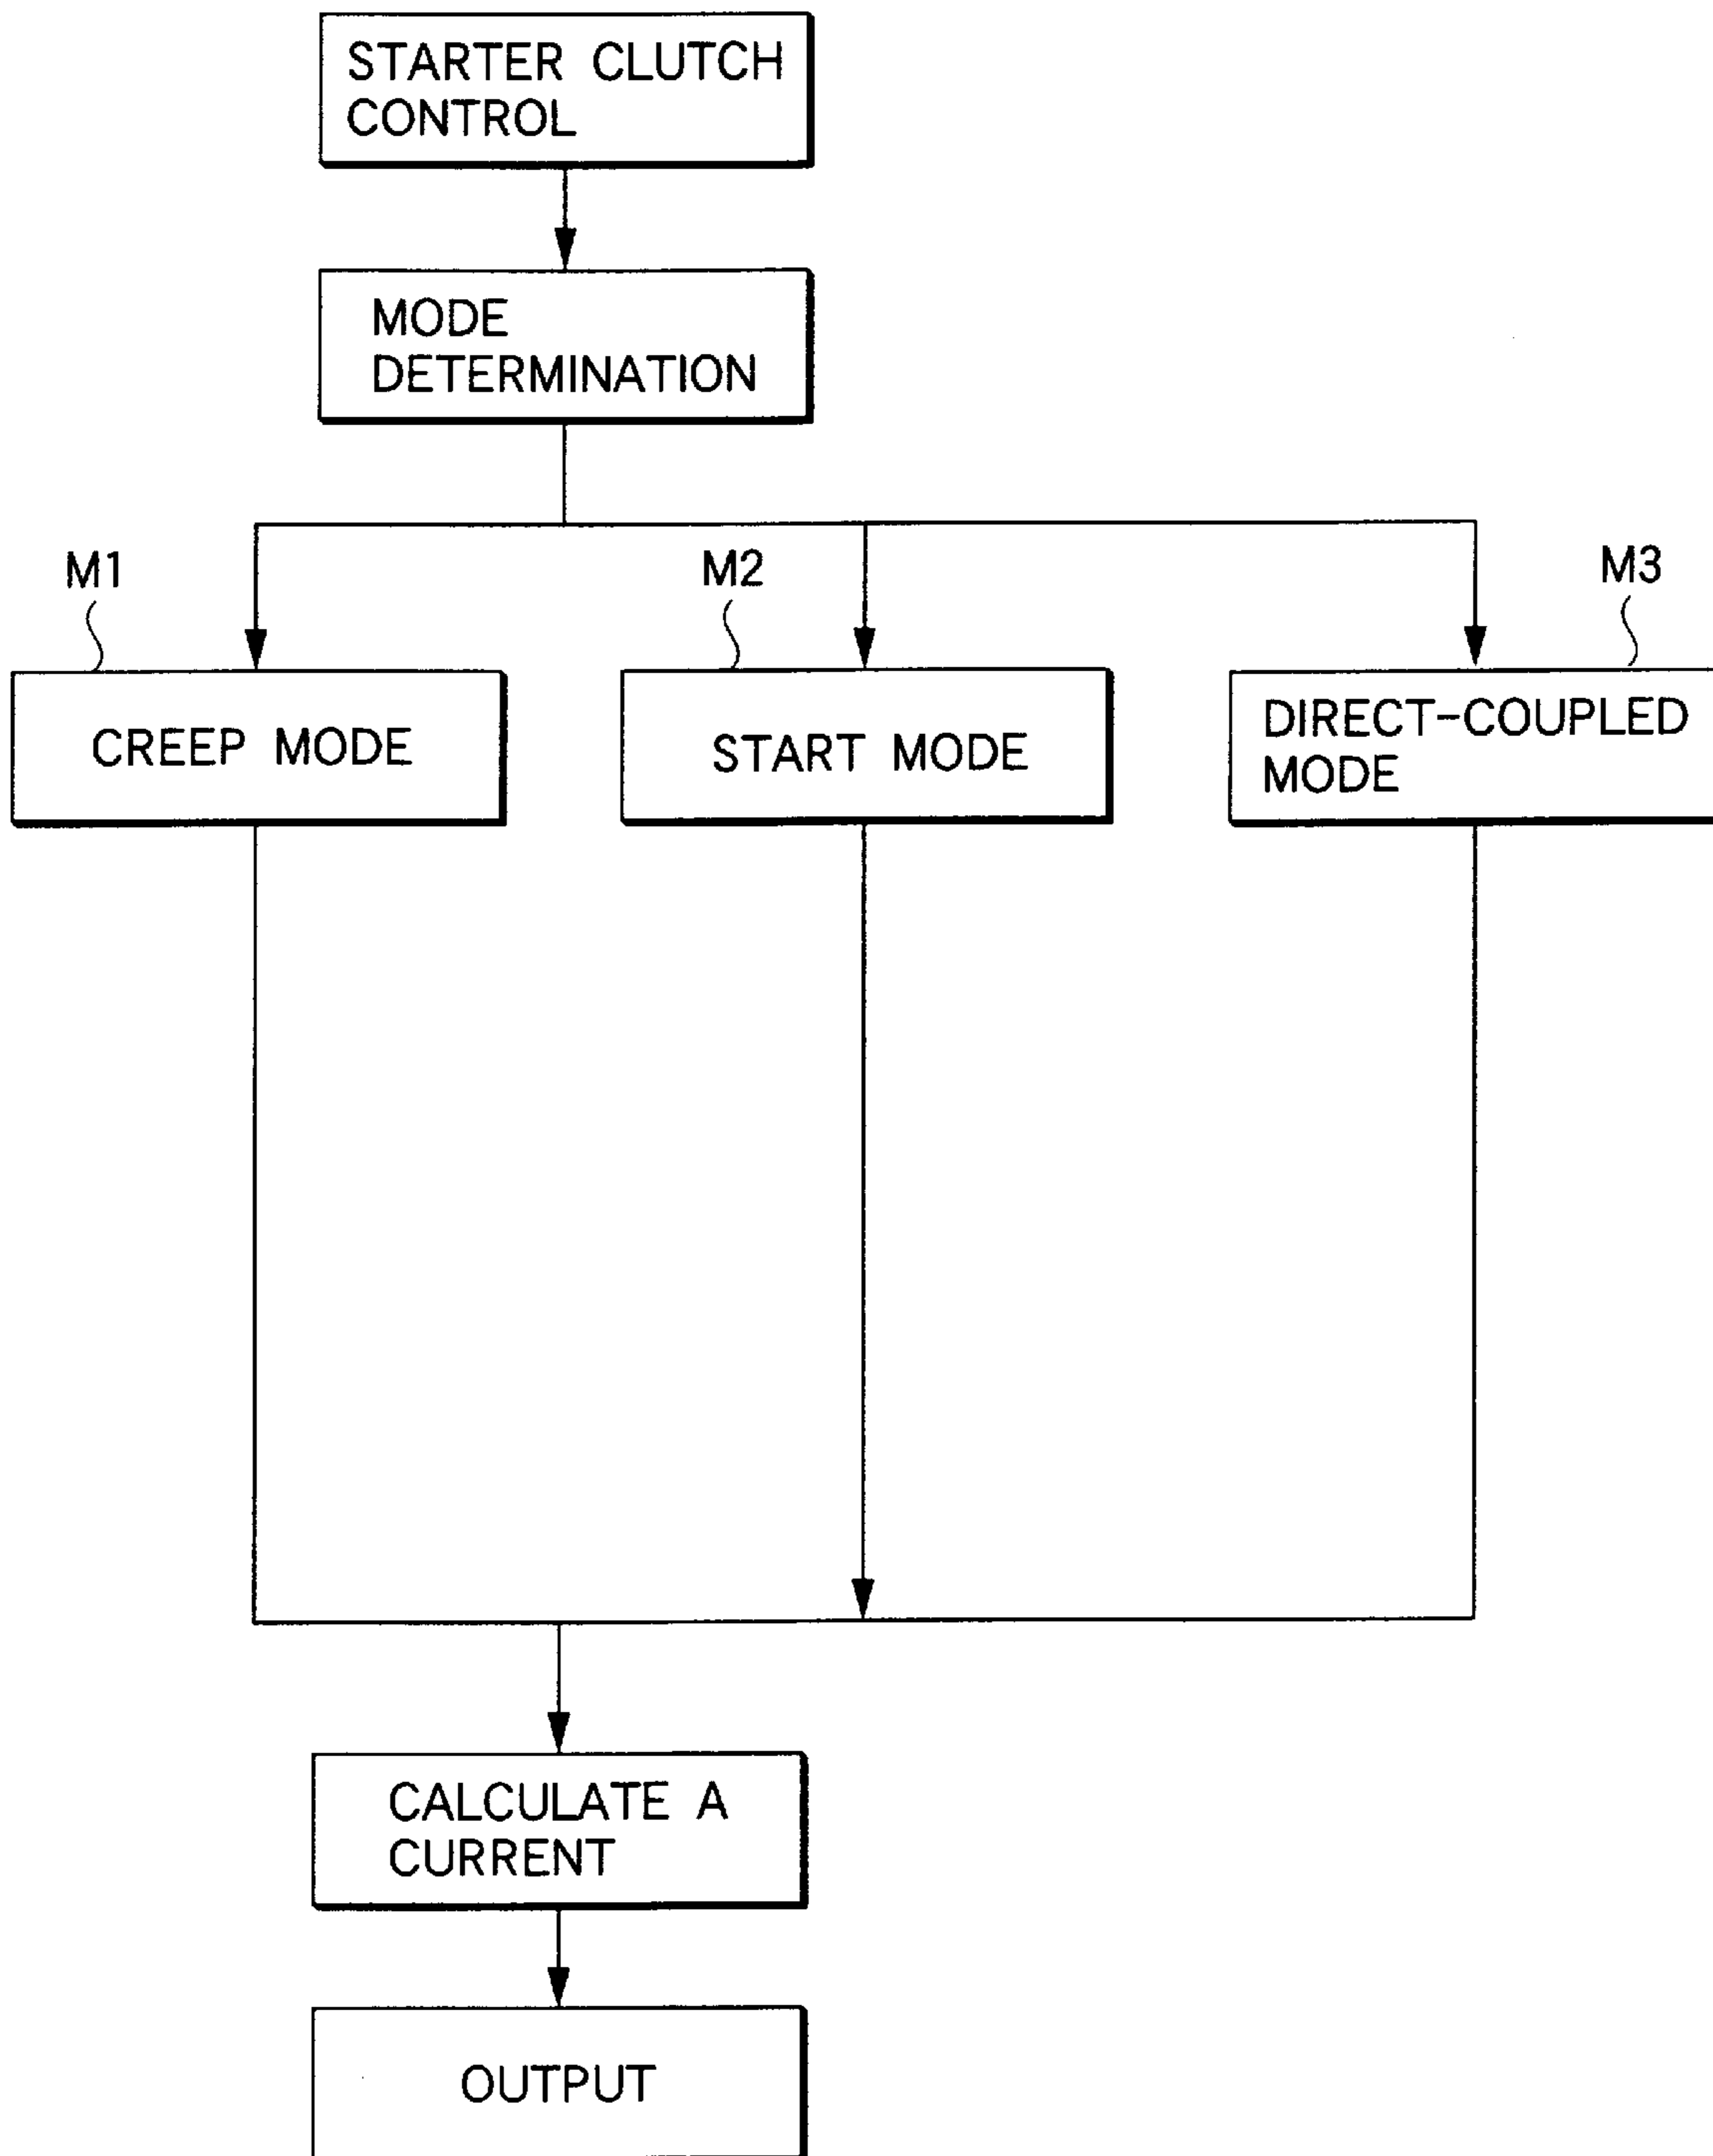 STARTER CLUTCH
CONTROL
MODE
DETERMINATION
M1
M2
M3
CREEP MODE
START MODE
DIRECT-COUPLED
MODE
CALCULATE A
CURRENT
OUTPUT